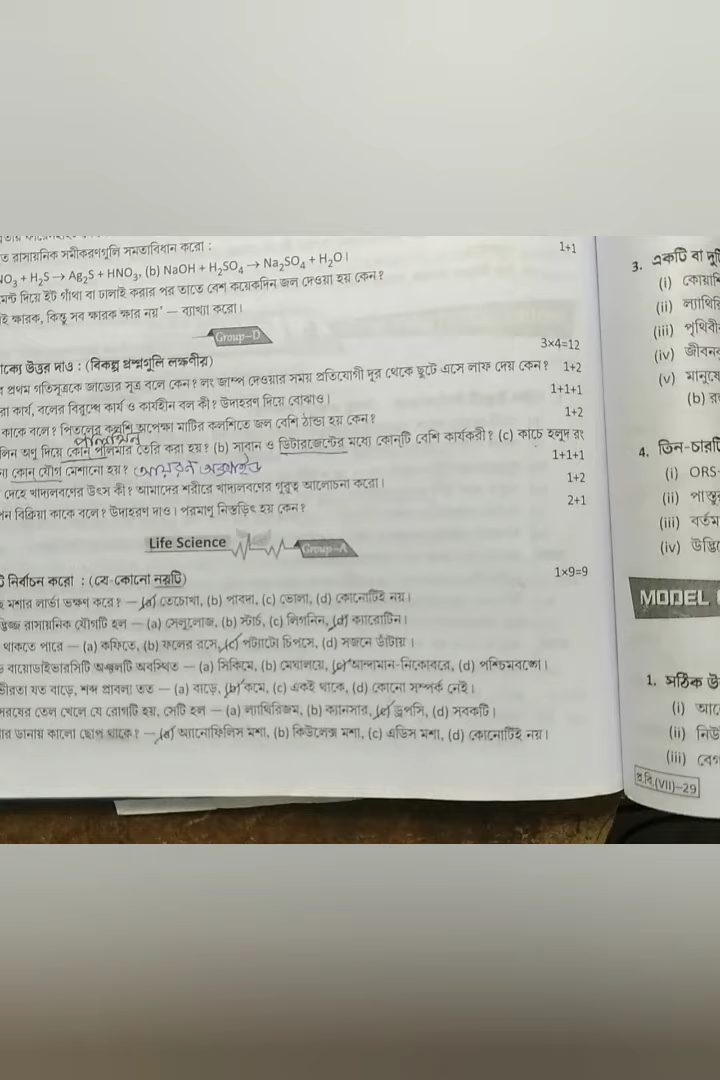 ত রাসায়নিক সমীকরণগুলি সমতাবিধান করো : 1+1
NO₃ + H₂S → Ag₂S + HNO₃, (b) NaOH + H₂SO₄ → Na₂SO₄ + H₂O।
মেন্ট দিয়ে ইট গাঁথা বা ঢালাই করার পর তাতে বেশ কয়েকদিন জল দেওয়া হয় কেন?
ই ক্ষারক, কিন্তু সব ক্ষারক ক্ষার নয়' — ব্যাখ্যা করো।
Group–D
াক্যে উত্তর দাও : (বিকল্প প্রশ্নগুলি লক্ষণীয়) 3×4=12
র প্রথম গতিসূত্রকে জাড্যের সূত্র বলে কেন? লং জাম্প দেওয়ার সময় প্রতিযোগী দূর থেকে ছুটে এসে লাফ দেয় কেন? 1+2
রা কার্য, বলের বিরুদ্ধে কার্য ও কার্যহীন বল কী? উদাহরণ দিয়ে বোঝাও। 1+1+1
কাকে বলে? পিতলের কলশি অপেক্ষা মাটির কলশিতে জল বেশি ঠান্ডা হয় কেন? 1+2
লিন অণু দিয়ে কোন্ পলিমার তৈরি করা হয়? (b) সাবান ও ডিটারজেন্টের মধ্যে কোন্‌টি বেশি কার্যকরী? (c) কাচে হলুদ রং
ন্য কোন্ যৌগ মেশানো হয়? আয়রন অক্সাইড 1+1+1
দেহে খাদ্যলবণের উৎস কী? আমাদের শরীরে খাদ্যলবণের গুরুত্ব আলোচনা করো। 1+2
পন বিক্রিয়া কাকে বলে? উদাহরণ দাও। পরমাণু নিস্তড়িৎ হয় কেন? 2+1
Life Science Group–A
ঠ নির্বাচন করো : (যে-কোনো নয়টি) 1×9=9
ছ মশার লার্ভা ভক্ষণ করে? — (a) তেচোখা, (b) পাবদা, (c) ভোলা, (d) কোনোটিই নয়।
দ্ভিজ্জ রাসায়নিক যৌগটি হল — (a) সেলুলোজ, (b) স্টার্চ, (c) লিগনিন, (d) ক্যারোটিন।
থাকতে পারে — (a) কফিতে, (b) ফলের রসে, (c) পট্যাটো চিপসে, (d) সজনে ডাঁটায়।
ও বায়োডাইভারসিটি অঞ্চলটি অবস্থিত — (a) সিকিমে, (b) মেঘালয়ে, (c) আন্দামান-নিকোবরে, (d) পশ্চিমবঙ্গে।
ভীরতা যত বাড়ে, শব্দ প্রাবল্য তত — (a) বাড়ে, (b) কমে, (c) একই থাকে, (d) কোনো সম্পর্ক নেই।
সরষের তেল খেলে যে রোগটি হয়, সেটি হল — (a) ল্যাথিরিজম, (b) ক্যানসার, (c) ড্রপসি, (d) সবকটি।
ার ডানায় কালো ছোপ থাকে? — (a) অ্যানোফিলিস মশা, (b) কিউলেক্স মশা, (c) এডিস মশা, (d) কোনোটিই নয়।
3. একটি বা দুটি
(i) কোয়াশি
(ii) ল্যাথিরি
(iii) পৃথিবী
(iv) জীবন
(v) মানুষে
(b) র
4. তিন-চারটি
(i) ORS
(ii) পাস্তু
(iii) বর্তম
(iv) উদ্ভি
MODEL
1. সঠিক উ
(i) আে
(ii) নিউ
(iii) বেগ
প্র.বি.(VII)–29